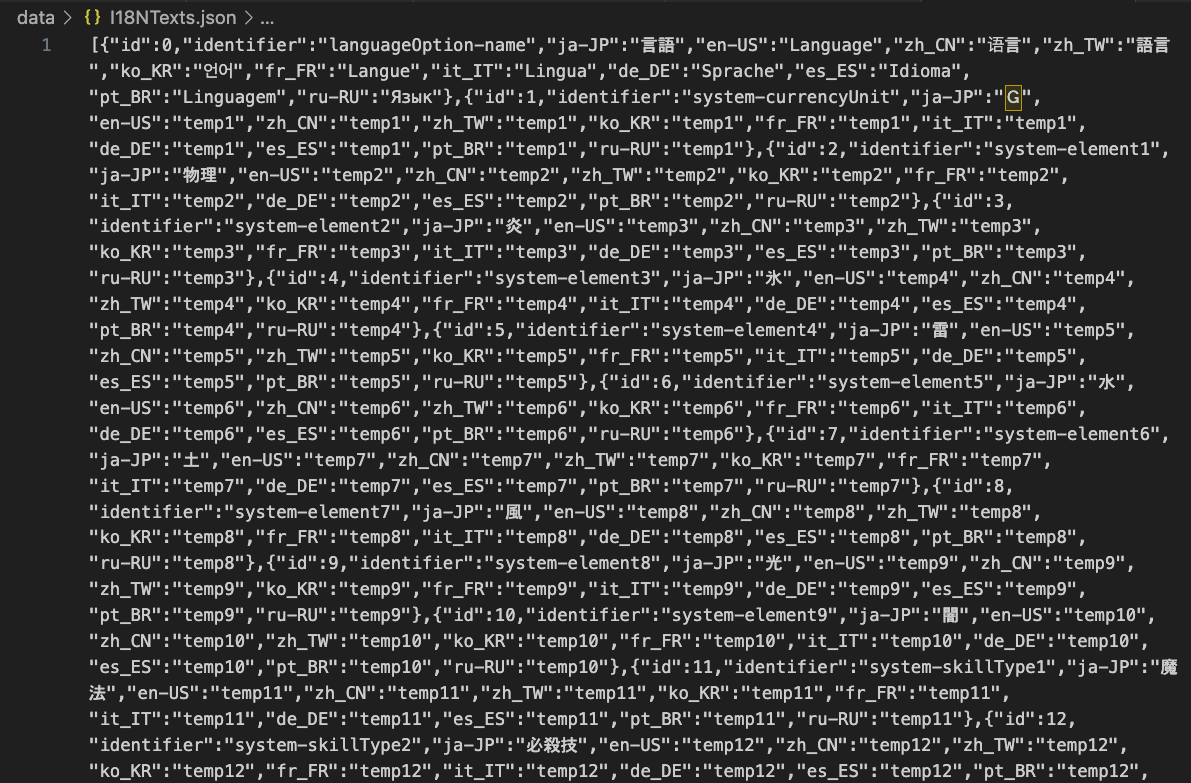 data > {} I18NTexts.json > ...
1 [{"id":0,"identifier":"languageOption-name","ja-JP":"言語","en-US":"Language","zh_CN":"语言","zh_TW":"語言
","ko_KR":"언어","fr_FR":"Langue","it_IT":"Lingua","de_DE":"Sprache","es_ES":"Idioma",
"pt_BR":"Linguagem","ru-RU":"Язык"},{"id":1,"identifier":"system-currencyUnit","ja-JP":"G",
"en-US":"temp1","zh_CN":"temp1","zh_TW":"temp1","ko_KR":"temp1","fr_FR":"temp1","it_IT":"temp1",
"de_DE":"temp1","es_ES":"temp1","pt_BR":"temp1","ru-RU":"temp1"},{"id":2,"identifier":"system-element1",
"ja-JP":"物理","en-US":"temp2","zh_CN":"temp2","zh_TW":"temp2","ko_KR":"temp2","fr_FR":"temp2",
"it_IT":"temp2","de_DE":"temp2","es_ES":"temp2","pt_BR":"temp2","ru-RU":"temp2"},{"id":3,
"identifier":"system-element2","ja-JP":"炎","en-US":"temp3","zh_CN":"temp3","zh_TW":"temp3",
"ko_KR":"temp3","fr_FR":"temp3","it_IT":"temp3","de_DE":"temp3","es_ES":"temp3","pt_BR":"temp3",
"ru-RU":"temp3"},{"id":4,"identifier":"system-element3","ja-JP":"氷","en-US":"temp4","zh_CN":"temp4",
"zh_TW":"temp4","ko_KR":"temp4","fr_FR":"temp4","it_IT":"temp4","de_DE":"temp4","es_ES":"temp4",
"pt_BR":"temp4","ru-RU":"temp4"},{"id":5,"identifier":"system-element4","ja-JP":"雷","en-US":"temp5",
"zh_CN":"temp5","zh_TW":"temp5","ko_KR":"temp5","fr_FR":"temp5","it_IT":"temp5","de_DE":"temp5",
"es_ES":"temp5","pt_BR":"temp5","ru-RU":"temp5"},{"id":6,"identifier":"system-element5","ja-JP":"水",
"en-US":"temp6","zh_CN":"temp6","zh_TW":"temp6","ko_KR":"temp6","fr_FR":"temp6","it_IT":"temp6",
"de_DE":"temp6","es_ES":"temp6","pt_BR":"temp6","ru-RU":"temp6"},{"id":7,"identifier":"system-element6",
"ja-JP":"土","en-US":"temp7","zh_CN":"temp7","zh_TW":"temp7","ko_KR":"temp7","fr_FR":"temp7",
"it_IT":"temp7","de_DE":"temp7","es_ES":"temp7","pt_BR":"temp7","ru-RU":"temp7"},{"id":8,
"identifier":"system-element7","ja-JP":"風","en-US":"temp8","zh_CN":"temp8","zh_TW":"temp8",
"ko_KR":"temp8","fr_FR":"temp8","it_IT":"temp8","de_DE":"temp8","es_ES":"temp8","pt_BR":"temp8",
"ru-RU":"temp8"},{"id":9,"identifier":"system-element8","ja-JP":"光","en-US":"temp9","zh_CN":"temp9",
"zh_TW":"temp9","ko_KR":"temp9","fr_FR":"temp9","it_IT":"temp9","de_DE":"temp9","es_ES":"temp9",
"pt_BR":"temp9","ru-RU":"temp9"},{"id":10,"identifier":"system-element9","ja-JP":"闇","en-US":"temp10",
"zh_CN":"temp10","zh_TW":"temp10","ko_KR":"temp10","fr_FR":"temp10","it_IT":"temp10","de_DE":"temp10",
"es_ES":"temp10","pt_BR":"temp10","ru-RU":"temp10"},{"id":11,"identifier":"system-skillType1","ja-JP":"魔
法","en-US":"temp11","zh_CN":"temp11","zh_TW":"temp11","ko_KR":"temp11","fr_FR":"temp11",
"it_IT":"temp11","de_DE":"temp11","es_ES":"temp11","pt_BR":"temp11","ru-RU":"temp11"},{"id":12,
"identifier":"system-skillType2","ja-JP":"必殺技","en-US":"temp12","zh_CN":"temp12","zh_TW":"temp12",
"ko_KR":"temp12","fr_FR":"temp12","it_IT":"temp12","de_DE":"temp12","es_ES":"temp12","pt_BR":"temp12",